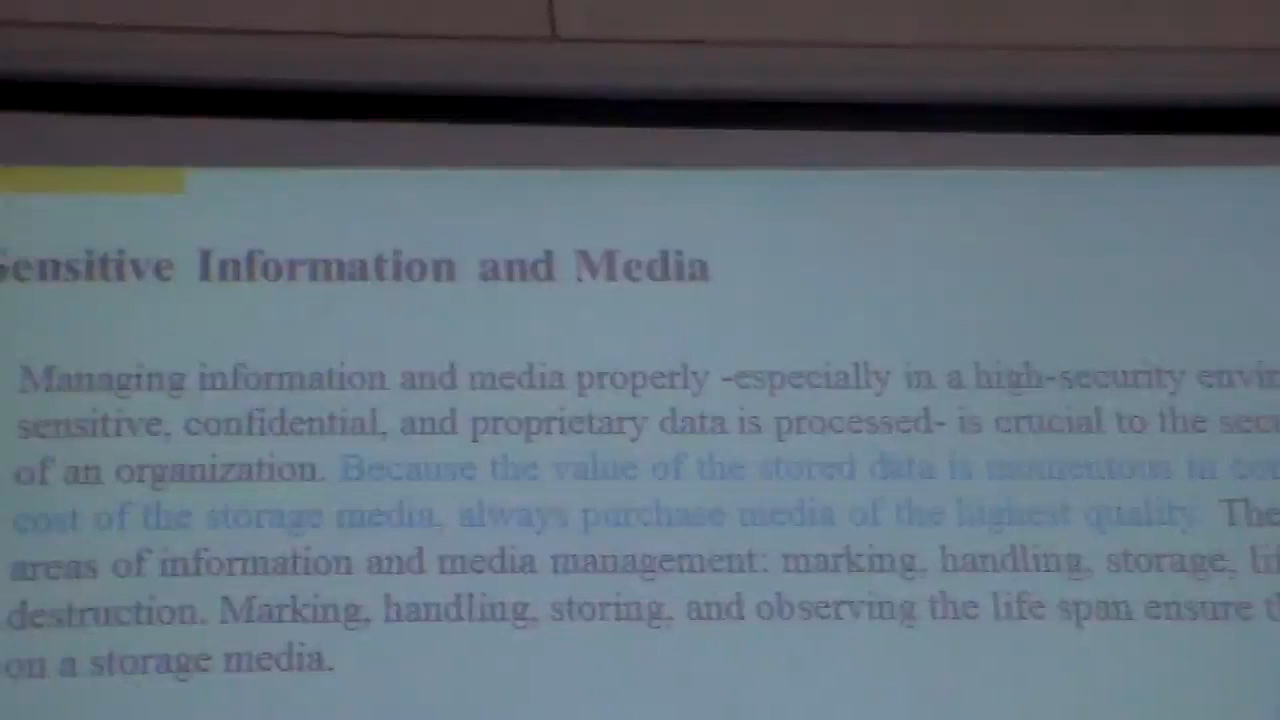 Sensitive Information and Media
Managing information and media properly -especially in a high-security
sensitive, confidential, and proprietary data is processed- is crucial to the
of an organization. Because the value of the stored data is momentous in
cost of the storage media, always purchase media of the highest quality. The
areas of information and media management: marking, handling, storage,
destruction. Marking, handling, storing, and observing the life span ensure
on a storage media.